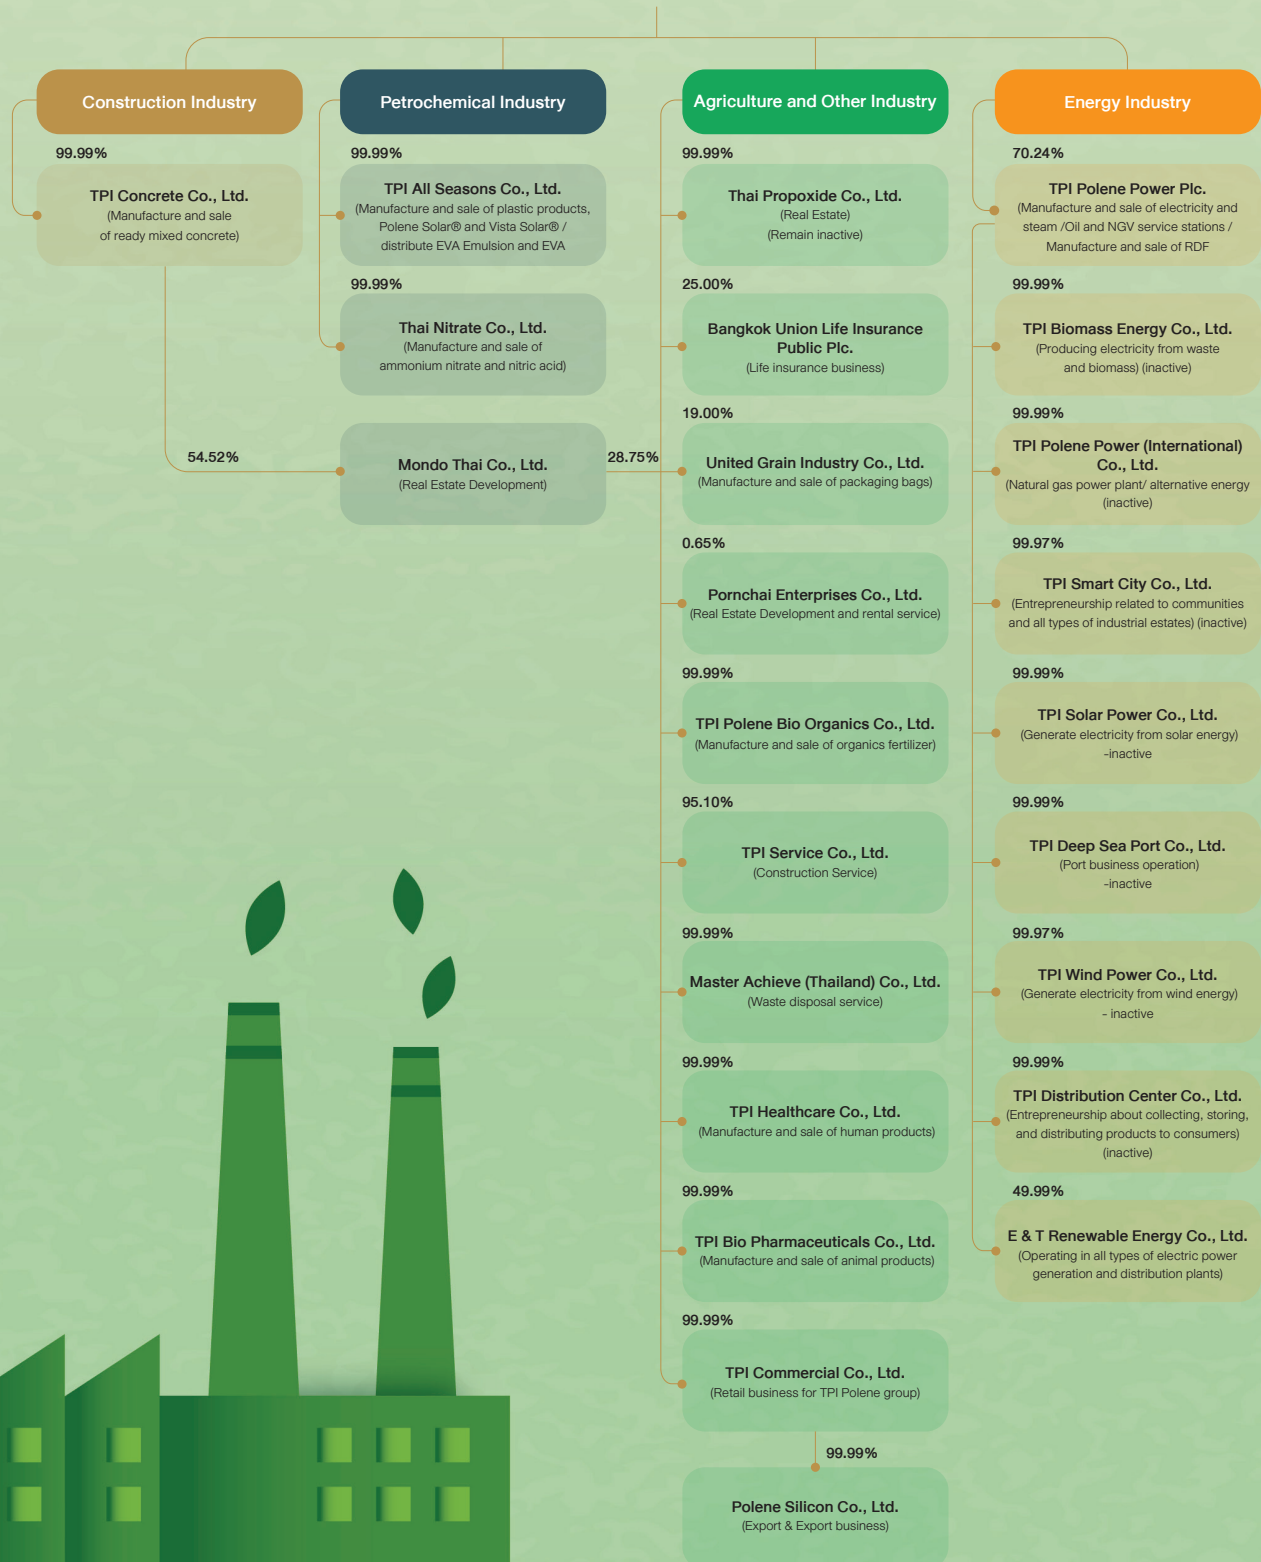 Construction Industry
99.99%
TPI Concrete Co., Ltd.
(Manufacture and sale
of ready mixed concrete)
54.52%
Petrochemical Industry
99.99%
TPI All Seasons Co., Ltd.
(Manufacture and sale of plastic products,
Polene Solar® and Vista Solar® /
distribute EVA Emulsion and EVA
99.99%
Thai Nitrate Co., Ltd.
(Manufacture and sale of
ammonium nitrate and nitric acid)
Mondo Thai Co., Ltd.
(Real Estate Development)
28.75%
Agriculture and Other Industry
99.99%
Thai Propoxide Co., Ltd.
(Real Estate)
(Remain inactive)
25.00%
Bangkok Union Life Insurance
Public Plc.
(Life insurance business)
19.00%
United Grain Industry Co., Ltd.
(Manufacture and sale of packaging bags)
0.65%
Pornchai Enterprises Co., Ltd.
(Real Estate Development and rental service)
99.99%
TPI Polene Bio Organics Co., Ltd.
(Manufacture and sale of organics fertilizer)
95.10%
TPI Service Co., Ltd.
(Construction Service)
99.99%
Master Achieve (Thailand) Co., Ltd.
(Waste disposal service)
99.99%
TPI Healthcare Co., Ltd.
(Manufacture and sale of human products)
99.99%
TPI Bio Pharmaceuticals Co., Ltd.
(Manufacture and sale of animal products)
99.99%
TPI Commercial Co., Ltd.
(Retail business for TPI Polene group)
99.99%
Polene Silicon Co., Ltd.
(Export & Export business)
Energy Industry
70.24%
TPI Polene Power Plc.
(Manufacture and sale of electricity and
steam /Oil and NGV service stations /
Manufacture and sale of RDF
99.99%
TPI Biomass Energy Co., Ltd.
(Producing electricity from waste
and biomass) (inactive)
99.99%
TPI Polene Power (International)
Co., Ltd.
(Natural gas power plant/ alternative energy
(inactive)
99.97%
TPI Smart City Co., Ltd.
(Entrepreneurship related to communities
and all types of industrial estates) (inactive)
99.99%
TPI Solar Power Co., Ltd.
(Generate electricity from solar energy)
-inactive
99.99%
TPI Deep Sea Port Co., Ltd.
(Port business operation)
-inactive
99.97%
TPI Wind Power Co., Ltd.
(Generate electricity from wind energy)
- inactive
99.99%
TPI Distribution Center Co., Ltd.
(Entrepreneurship about collecting, storing,
and distributing products to consumers)
(inactive)
49.99%
E & T Renewable Energy Co., Ltd.
(Operating in all types of electric power
generation and distribution plants)